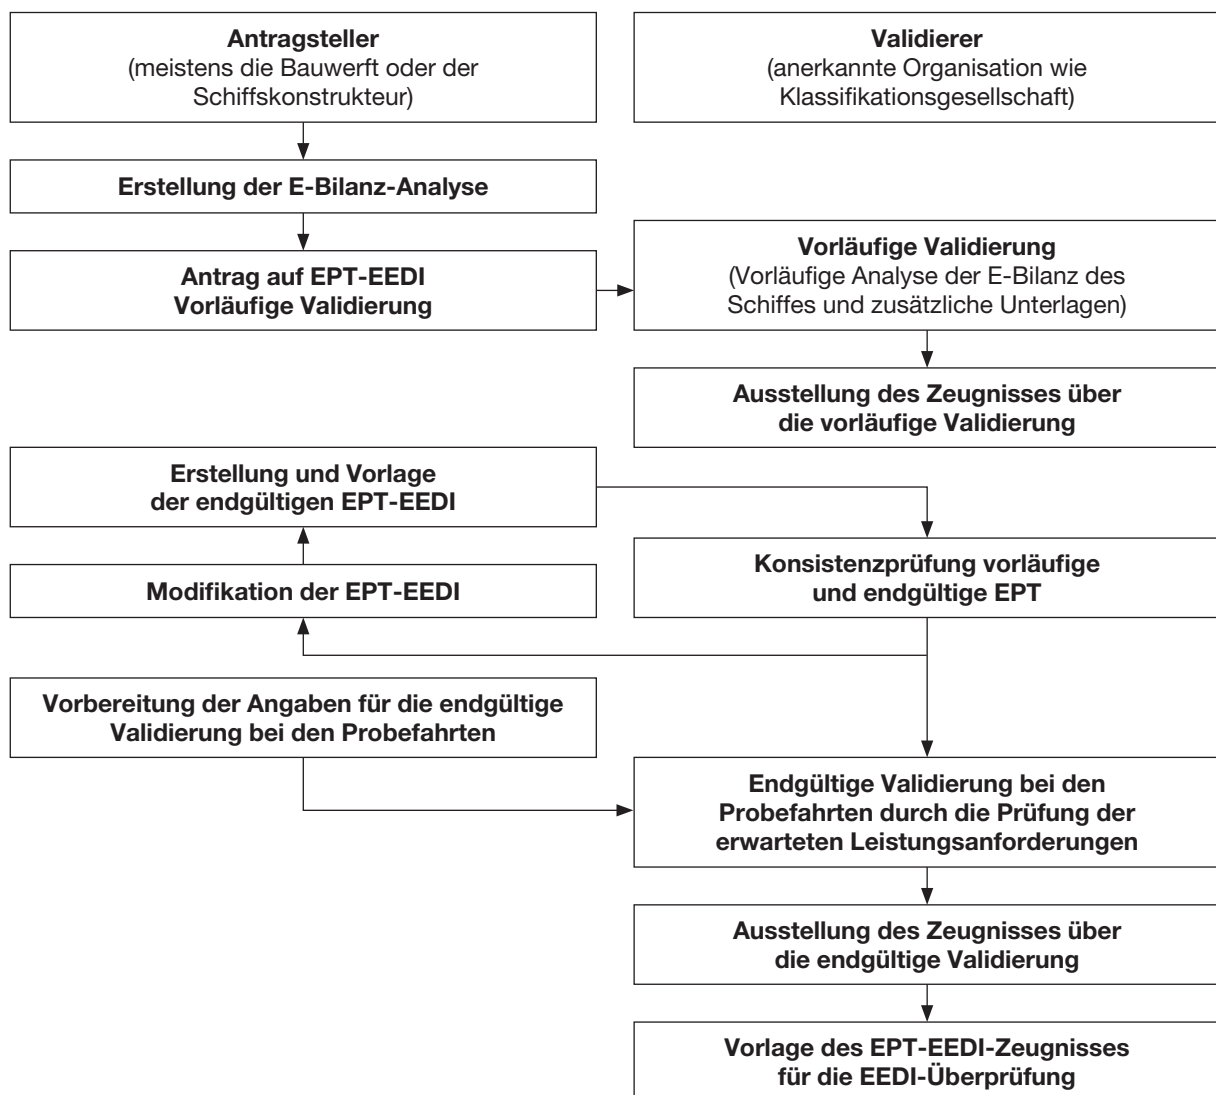 Antragsteller
(meistens die Bauwerft oder der
Schiffskonstrukteur)
Validierer
(anerkannte Organisation wie
Klassifikationsgesellschaft)
Erstellung der E-Bilanz-Analyse
Antrag auf EPT-EEDI
Vorläufige Validierung
Vorläufige Validierung
(Vorläufige Analyse der E-Bilanz des
Schiffes und zusätzliche Unterlagen)
Ausstellung des Zeugnisses über
die vorläufige Validierung
Erstellung und Vorlage
der endgültigen EPT-EEDI
Konsistenzprüfung vorläufige
und endgültige EPT
Modifikation der EPT-EEDI
Vorbereitung der Angaben für die endgültige
Validierung bei den Probefahrten
Endgültige Validierung bei den
Probefahrten durch die Prüfung der
erwarteten Leistungsanforderungen
Ausstellung des Zeugnisses über
die endgültige Validierung
Vorlage des EPT-EEDI-Zeugnisses
für die EEDI-Überprüfung